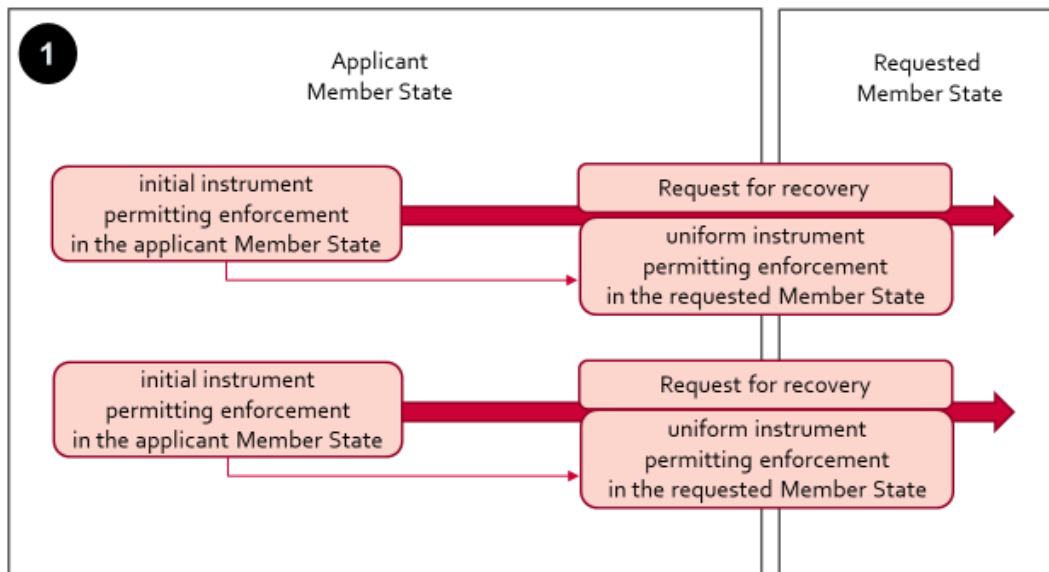 1
Applicant
Member State
Requested
Member State
initial instrument
permitting enforcement
in the applicant Member State
Request for recovery
uniform instrument
permitting enforcement
in the requested Member State
initial instrument
permitting enforcement
in the applicant Member State
Request for recovery
uniform instrument
permitting enforcement
in the requested Member State